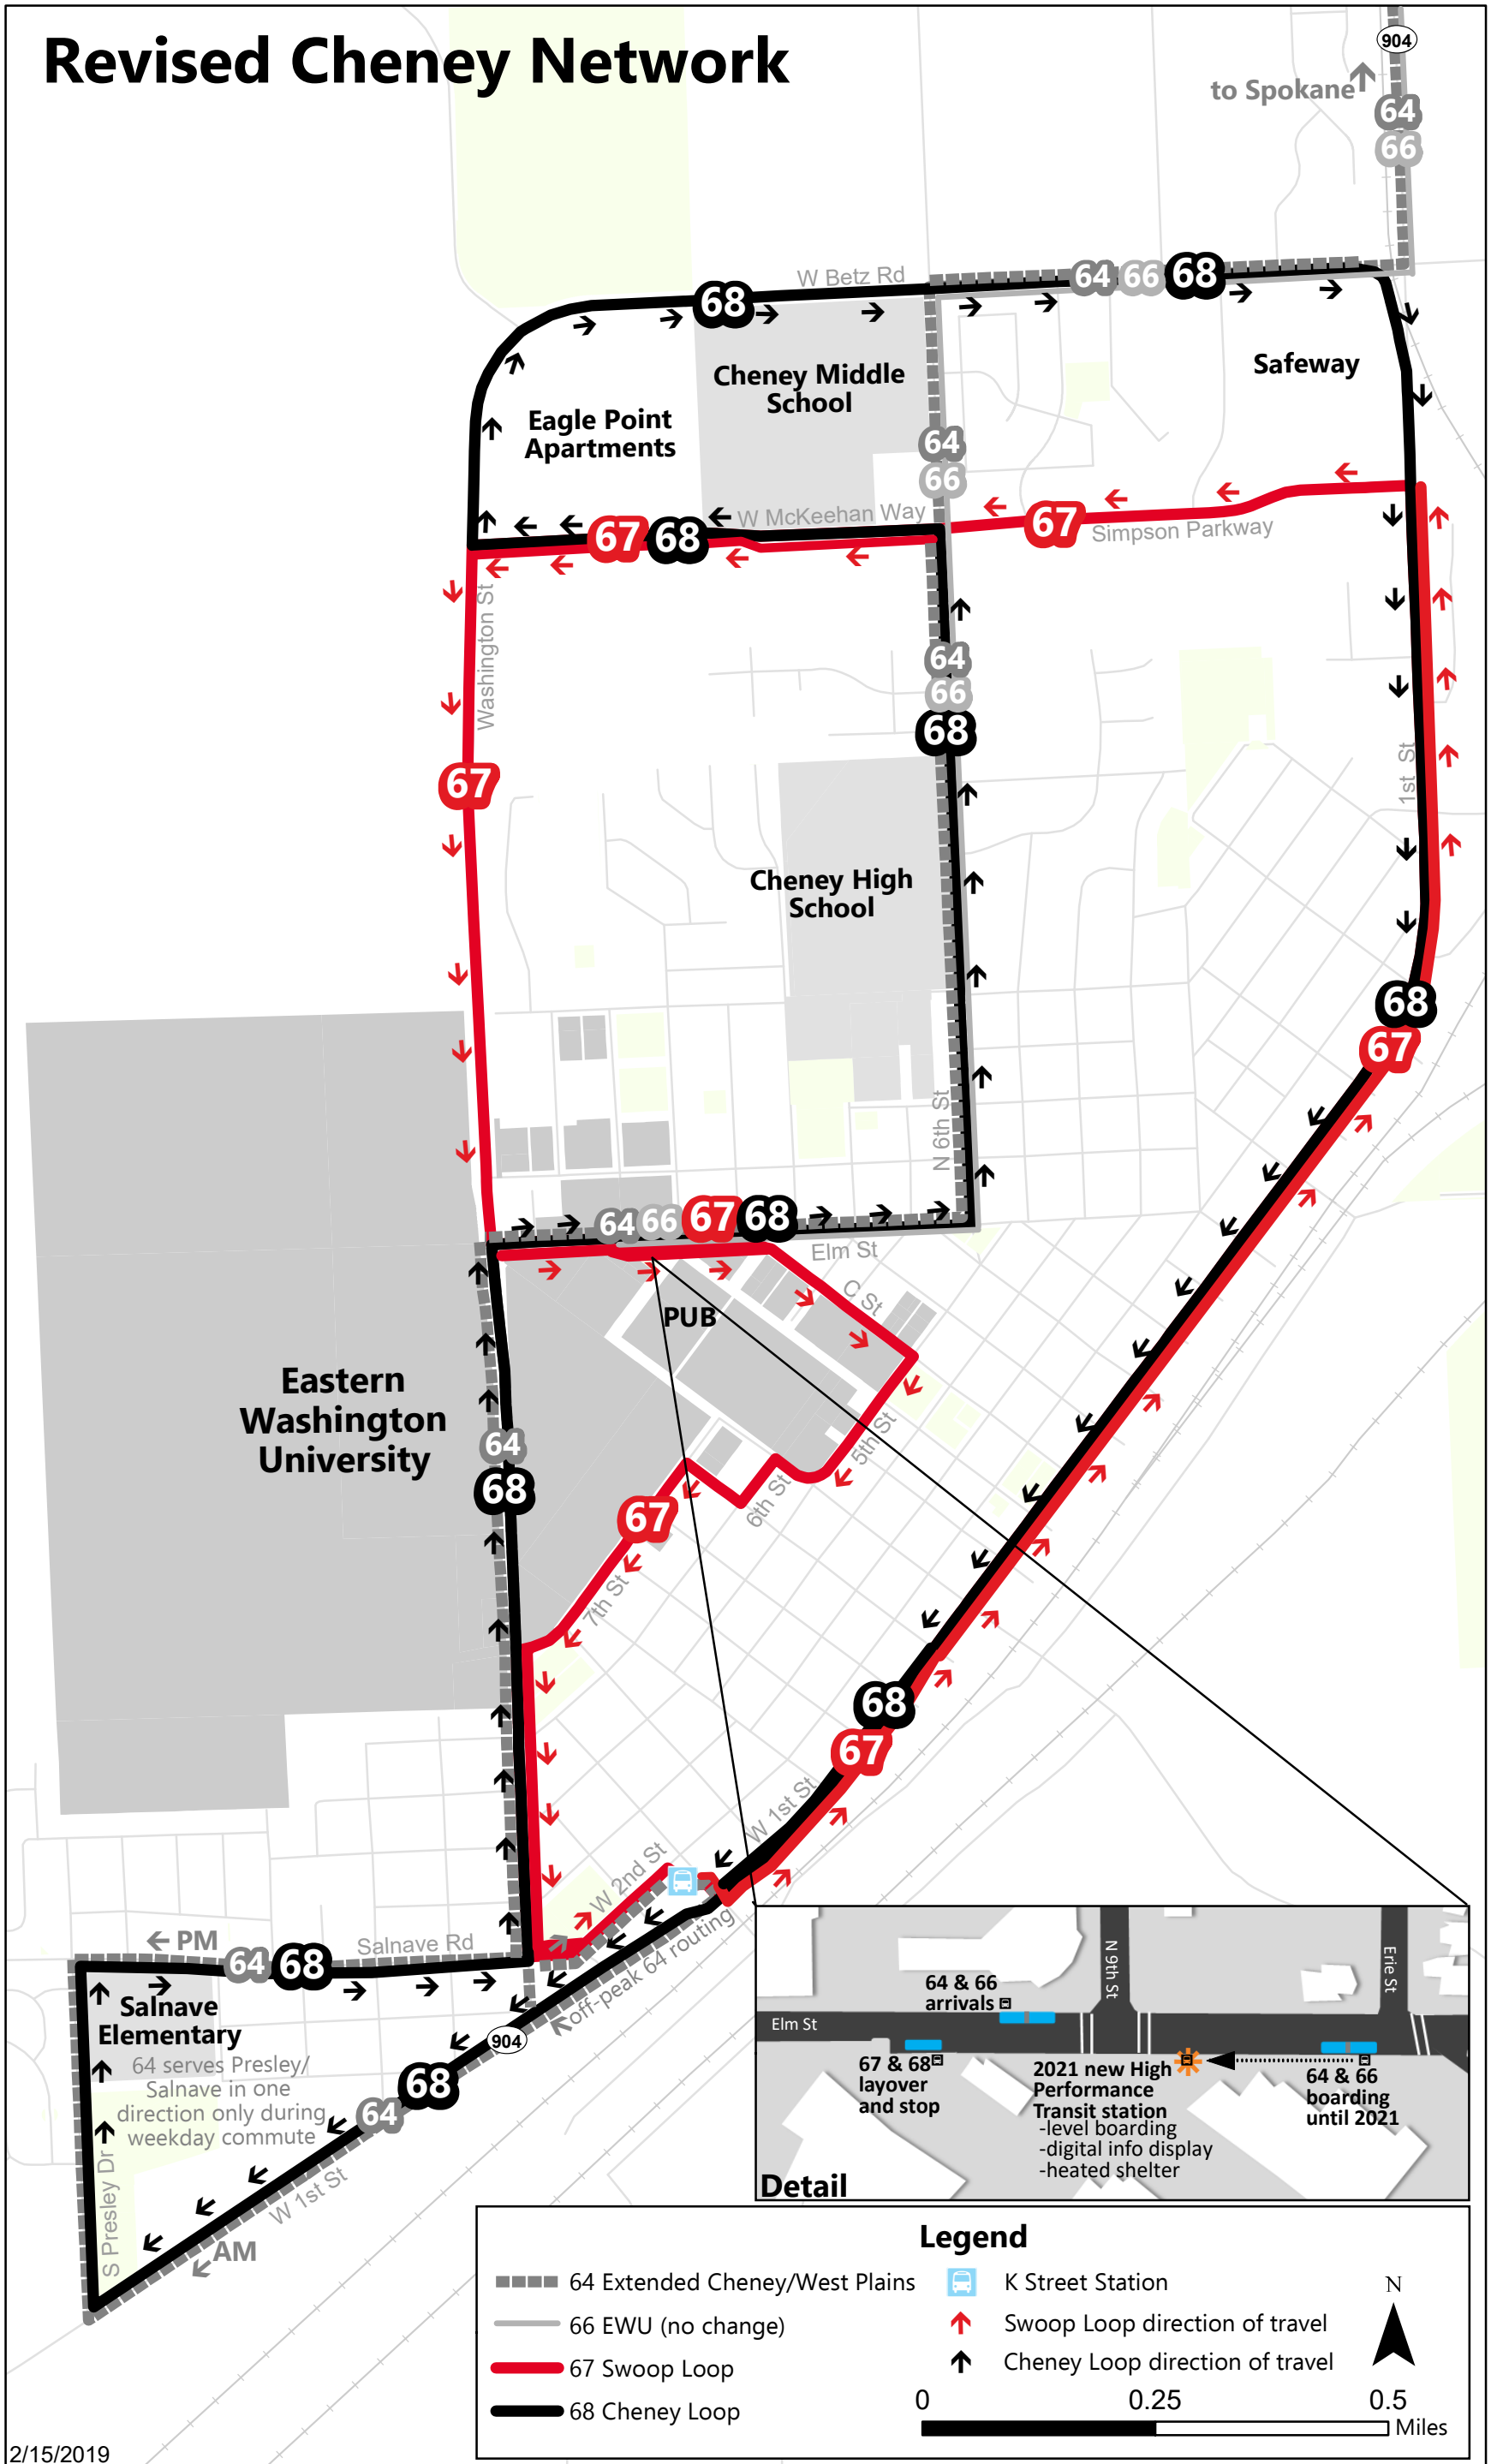 Revised Cheney Network
904
to Spokane
64
66
W Betz Rd
64 66 68
68
Cheney Middle
School
Safeway
Eagle Point
Apartments
64
66
W McKeehan Way
67
Simpson Parkway
67 68
Washington St
64
66
68
67
1st St
Cheney High
School
68
67
N 6th St
64 66 67 68
Elm St
C St
PUB
Eastern
Washington
University
64
68
5th St
6th St
67
7th St
68
67
W 1st St
W 2nd St
off-peak 64 routing
PM
64 68
Salnave Rd
Salnave
Elementary
904
64 serves Presley/
Salnave in one
direction only during
weekday commute
68
64
S Presley Dr
W 1st St
AM
N 9th St
Erie St
64 & 66
arrivals
Elm St
67 & 68
layover
and stop
2021 new High
Performance
Transit station
-level boarding
-digital info display
-heated shelter
64 & 66
boarding
until 2021
Detail
Legend
64 Extended Cheney/West Plains
66 EWU (no change)
67 Swoop Loop
68 Cheney Loop
K Street Station
Swoop Loop direction of travel
Cheney Loop direction of travel
N
0 0.25 0.5
Miles
2/15/2019